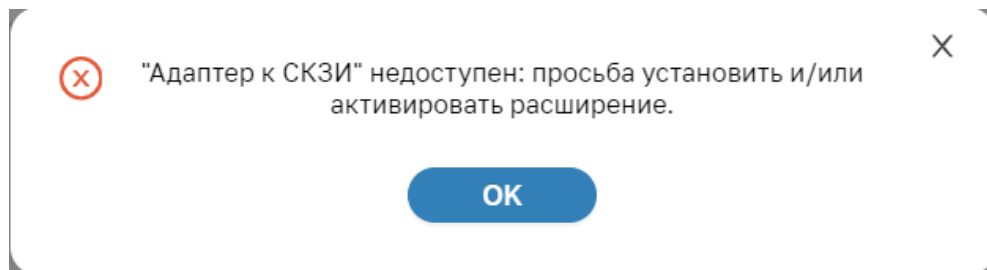 "Адаптер к СКЗИ" недоступен: просьба установить и/или
активировать расширение.
OK